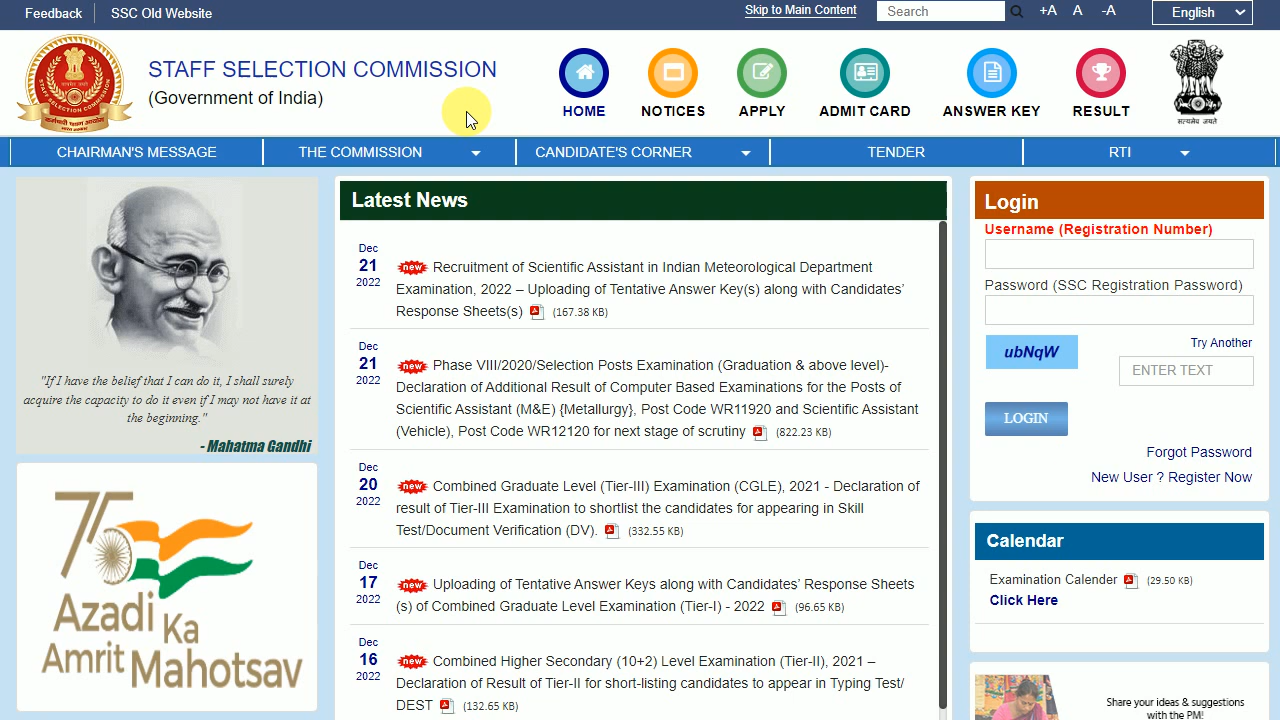 Feedback
SSC Old Website
Skip to Main Content
Search
+A A -A
English
STAFF SELECTION COMMISSION
(Government of India)
HOME
NOTICES
APPLY
ADMIT CARD
ANSWER KEY
RESULT
सत्यमेव जयते
CHAIRMAN'S MESSAGE
THE COMMISSION
CANDIDATE'S CORNER
TENDER
RTI
"If I have the belief that I can do it, I shall surely
acquire the capacity to do it even if I may not have it at
the beginning."
- Mahatma Gandhi
75
Azadi
Ka
Amrit Mahotsav
Latest News
Dec
21
2022
new Recruitment of Scientific Assistant in Indian Meteorological Department
Examination, 2022 – Uploading of Tentative Answer Key(s) along with Candidates’
Response Sheets(s) (167.38 KB)
Dec
21
2022
new Phase VIII/2020/Selection Posts Examination (Graduation & above level)-
Declaration of Additional Result of Computer Based Examinations for the Posts of
Scientific Assistant (M&E) {Metallurgy}, Post Code WR11920 and Scientific Assistant
(Vehicle), Post Code WR12120 for next stage of scrutiny (822.23 KB)
Dec
20
2022
new Combined Graduate Level (Tier-III) Examination (CGLE), 2021 - Declaration of
result of Tier-III Examination to shortlist the candidates for appearing in Skill
Test/Document Verification (DV). (332.55 KB)
Dec
17
2022
new Uploading of Tentative Answer Keys along with Candidates’ Response Sheets
(s) of Combined Graduate Level Examination (Tier-I) - 2022 (96.65 KB)
Dec
16
2022
new Combined Higher Secondary (10+2) Level Examination (Tier-II), 2021 –
Declaration of Result of Tier-II for short-listing candidates to appear in Typing Test/
DEST (132.65 KB)
Login
Username (Registration Number)
Password (SSC Registration Password)
ubNqW
Try Another
ENTER TEXT
LOGIN
Forgot Password
New User ? Register Now
Calendar
Examination Calender (29.50 KB)
Click Here
Share your ideas & suggestions
with the PM!